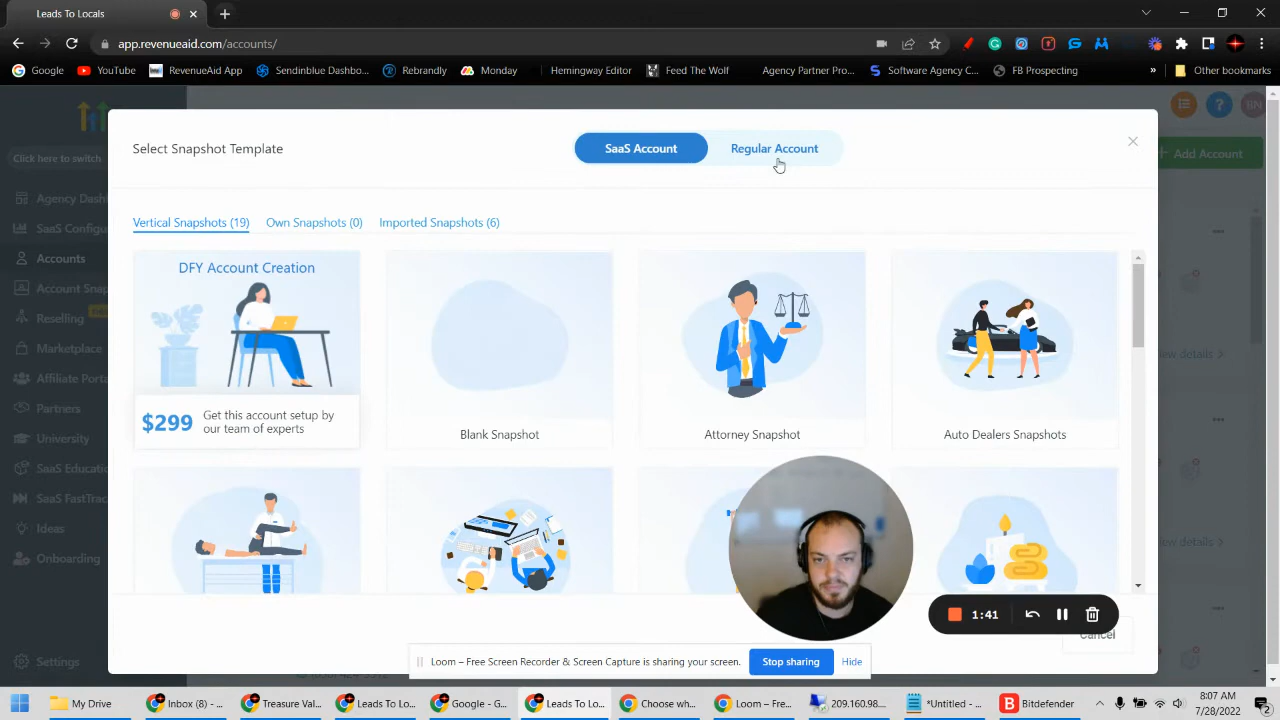 Leads To Locals
app.revenueaid.com/accounts/
Google
YouTube
RevenueAid App
Sendinblue Dashbo...
Rebrandly
Monday
Hemingway Editor
Feed The Wolf
Agency Partner Pro...
Software Agency C...
FB Prospecting
»
Other bookmarks
Click here to switch
Agency Dash
SaaS Configu
Accounts
Account Snap
Reselling
Marketplace
Affiliate Porta
Partners
University
SaaS Educatio
SaaS FastTrac
Ideas
Onboarding
Settings
+ Add Account
Select Snapshot Template
SaaS Account
Regular Account
Vertical Snapshots (19)
Own Snapshots (0)
Imported Snapshots (6)
DFY Account Creation
$299
Get this account setup by
our team of experts
Blank Snapshot
Attorney Snapshot
Auto Dealers Snapshots
ew details >
ew details >
1:41
Cancel
Loom – Free Screen Recorder & Screen Capture is sharing your screen.
Stop sharing
Hide
My Drive
Inbox (8) –...
Treasure V...
Leads To Lo...
Google - G...
Leads To Lo...
Choose wh...
Loom – Fre...
209.160.98...
*Untitled - ...
Bitdefender
8:07 AM
7/28/2022